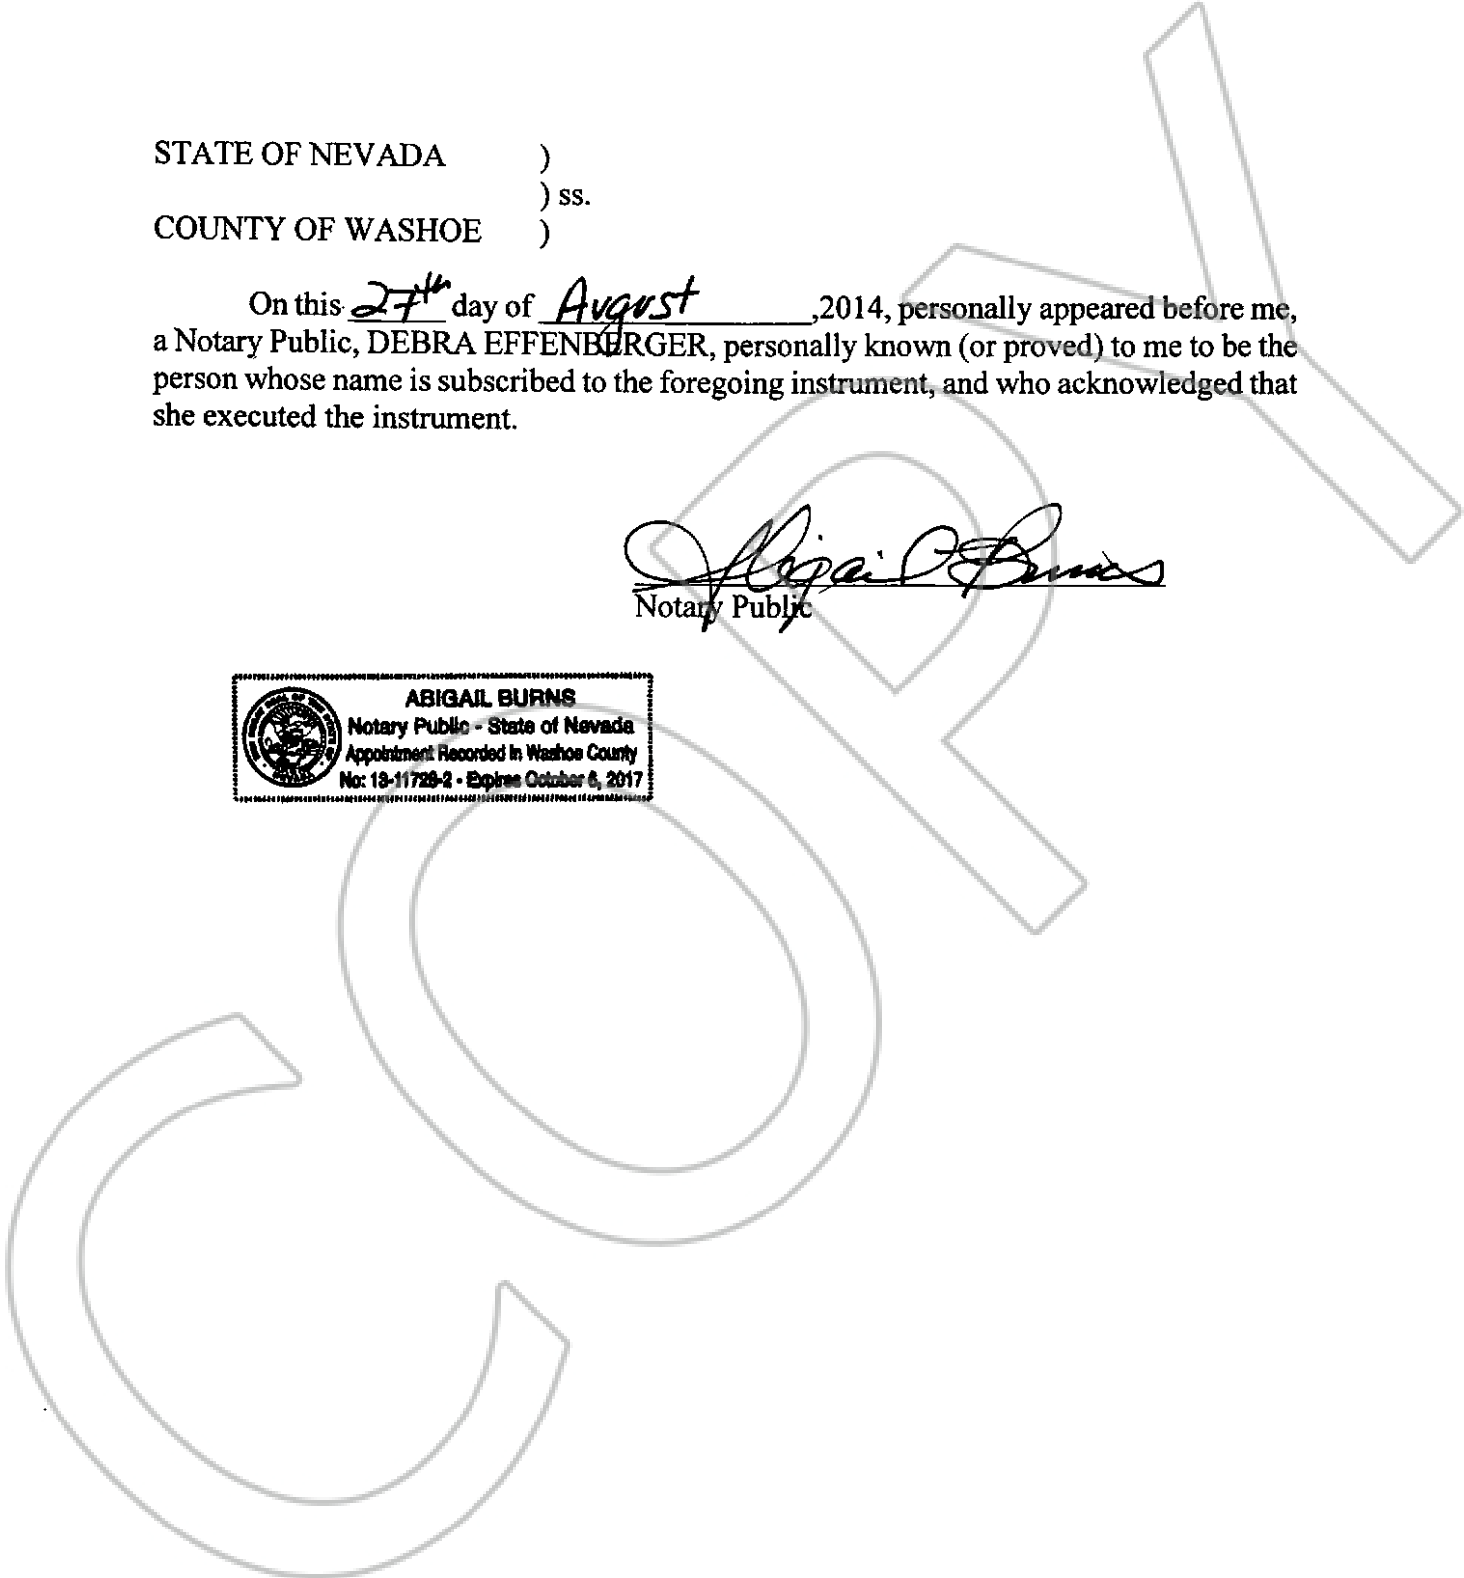 STATE OF NEVADA )
) ss.
COUNTY OF WASHOE )
On this 27th day of August ,2014, personally appeared before me,
a Notary Public, DEBRA EFFENBERGER, personally known (or proved) to me to be the
person whose name is subscribed to the foregoing instrument, and who acknowledged that
she executed the instrument.
Abigail Burns
Notary Public
ABIGAIL BURNS
Notary Public - State of Nevada
Appointment Recorded in Washoe County
No: 13-11728-2 - Expires October 6, 2017
COPY